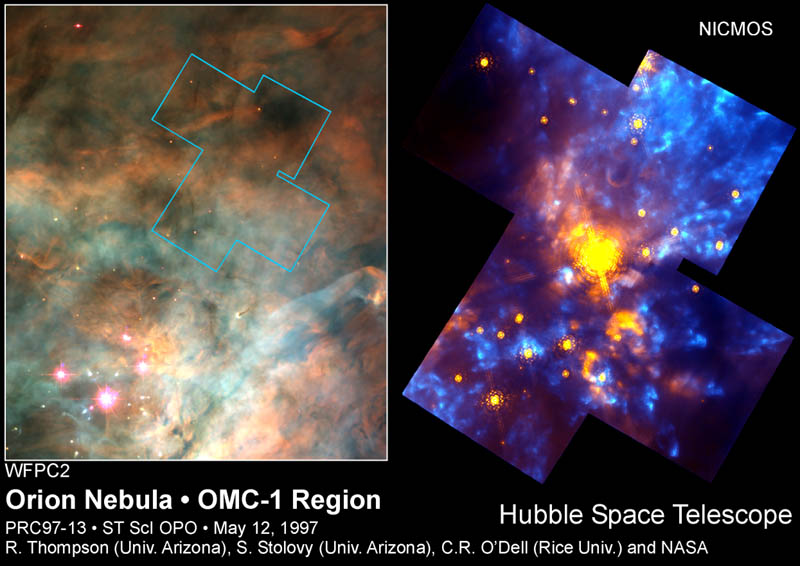 NICMOS
WFPC2
Orion Nebula • OMC-1 Region
Hubble Space Telescope
PRC97-13 • ST ScI OPO • May 12, 1997
R. Thompson (Univ. Arizona), S. Stolovy (Univ. Arizona), C.R. O'Dell (Rice Univ.) and NASA